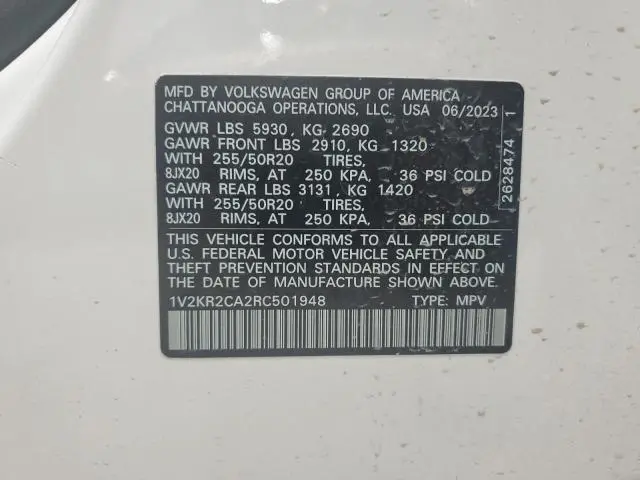 MFD BY VOLKSWAGEN GROUP OF AMERICA
CHATTANOOGA OPERATIONS, LLC. USA 06/2023
GVWR LBS 5930, KG 2690
GAWR FRONT LBS 2910, KG 1320
WITH 255/50R20 TIRES,
8JX20 RIMS, AT 250 KPA, 36 PSI COLD
GAWR REAR LBS 3131, KG 1420
WITH 255/50R20 TIRES,
8JX20 RIMS, AT 250 KPA, 36 PSI COLD
THIS VEHICLE CONFORMS TO ALL APPLICABLE
U.S. FEDERAL MOTOR VEHICLE SAFETY AND
THEFT PREVENTION STANDARDS IN EFFECT ON
THE DATE OF MANUFACTURE SHOWN ABOVE.
1V2KR2CA2RC501948 TYPE: MPV
2628474 1